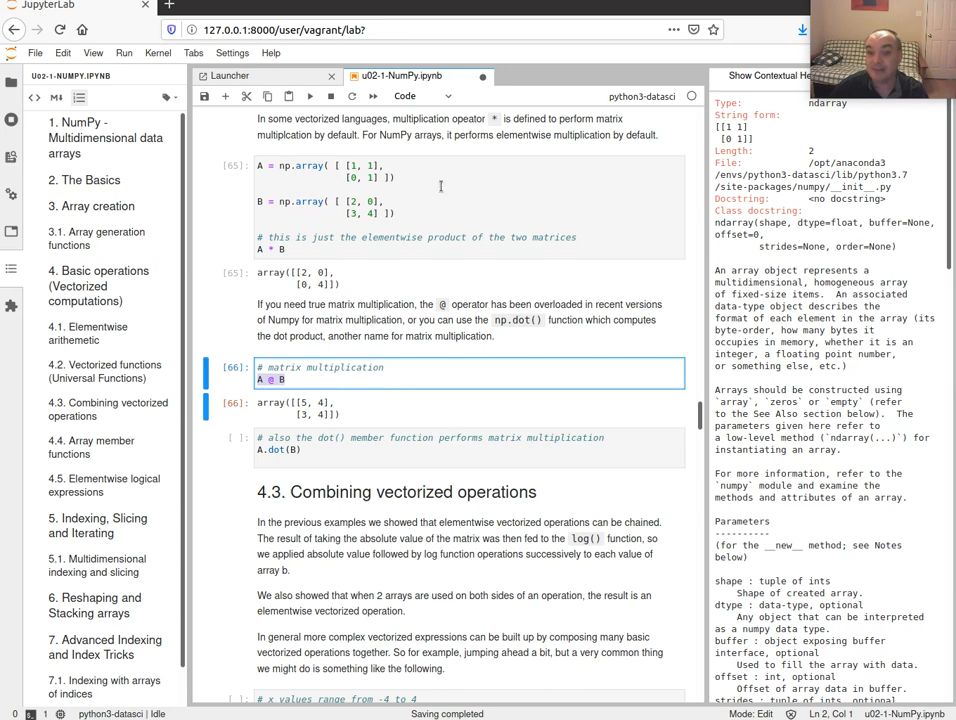 JupyterLab
127.0.0.1:8000/user/vagrant/lab?
File Edit View Run Kernel Tabs Settings Help
U02-1-NUMPY.IPYNB
Launcher
u02-1-NumPy.ipynb
Show Contextual He
Code
python3-datasci
1. NumPy -
Multidimensional data
arrays
2. The Basics
3. Array creation
3.1. Array generation
functions
4. Basic operations
(Vectorized
computations)
4.1. Elementwise
arithemetic
4.2. Vectorized functions
(Universal Functions)
4.3. Combining vectorized
operations
4.4. Array member
functions
4.5. Elementwise logical
expressions
5. Indexing, Slicing
and Iterating
5.1. Multidimensional
indexing and slicing
6. Reshaping and
Stacking arrays
7. Advanced Indexing
and Index Tricks
7.1. Indexing with arrays
of indices
In some vectorized languages, multiplication opeator * is defined to perform matrix
multiplcation by default. For NumPy arrays, it performs elementwise multiplication by default.
[65]: A = np.array( [ [1, 1],
[0, 1] ])
B = np.array( [ [2, 0],
[3, 4] ])
# this is just the elementwise product of the two matrices
A * B
[65]: array([[2, 0],
[0, 4]])
If you need true matrix multiplication, the @ operator has been overloaded in recent versions
of Numpy for matrix multiplication, or you can use the np.dot() function which computes
the dot product, another name for matrix multiplication.
[66]: # matrix multiplication
A @ B
[66]: array([[5, 4],
[3, 4]])
[ ]: # also the dot() member function performs matrix multiplication
A.dot(B)
4.3. Combining vectorized operations
In the previous examples we showed that elementwise vectorized operations can be chained.
The result of taking the absolute value of the matrix was then fed to the log() function, so
we applied absolute value followed by log function operations successively to each value of
array b.
We also showed that when 2 arrays are used on both sides of an operation, the result is an
elementwise vectorized operation.
In general more complex vectorized expressions can be built up by composing many basic
vectorized operations together. So for example, jumping ahead a bit, but a very common thing
we might do is something like the following.
[ ]: # x values range from -4 to 4
Type: ndarray
String form:
[[1 1]
[0 1]]
Length: 2
File: /opt/anaconda3
/envs/python3-datasci/lib/python3.7
/site-packages/numpy/__init__.py
Docstring: <no docstring>
Class docstring:
ndarray(shape, dtype=float, buffer=None,
offset=0,
strides=None, order=None)
An array object represents a
multidimensional, homogeneous array
of fixed-size items. An associated
data-type object describes the
format of each element in the array (its
byte-order, how many bytes it
occupies in memory, whether it is an
integer, a floating point number,
or something else, etc.)
Arrays should be constructed using
`array`, `zeros` or `empty` (refer
to the See Also section below). The
parameters given here refer to
a low-level method (`ndarray(...)`) for
instantiating an array.
For more information, refer to the
`numpy` module and examine the
methods and attributes of an array.
Parameters
----------
(for the __new__ method; see Notes
below)
shape : tuple of ints
Shape of created array.
dtype : data-type, optional
Any object that can be interpreted
as a numpy data type.
buffer : object exposing buffer
interface, optional
Used to fill the array with data.
offset : int, optional
Offset of array data in buffer.
strides : tuple of ints, optional
0 1 python3-datasci | Idle
Saving completed
Mode: Edit Ln 2, Col 1 u02-1-NumPy.ipynb